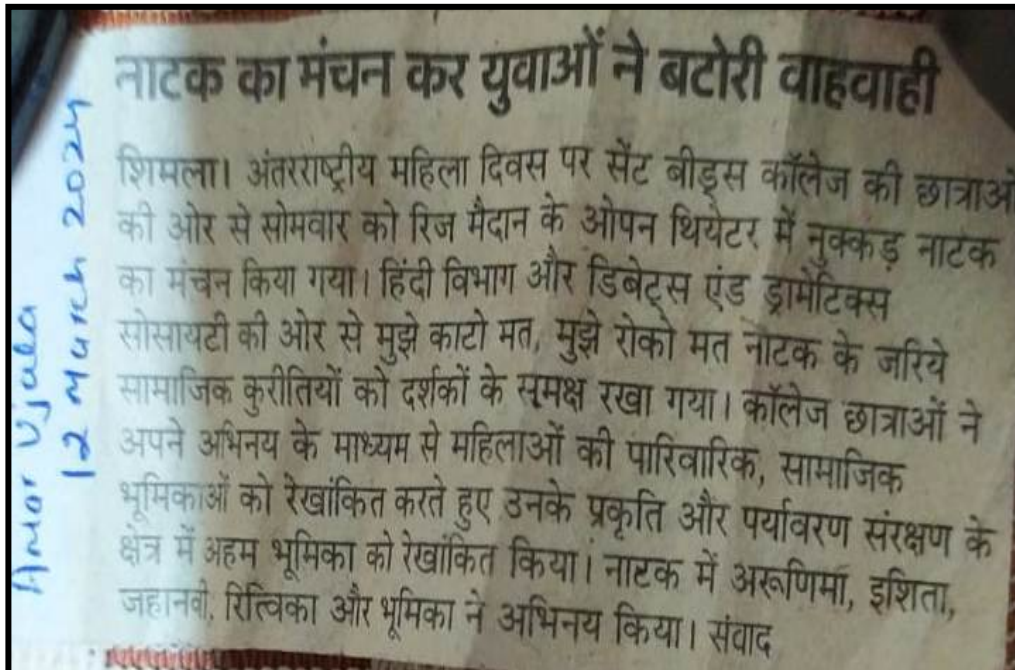 नाटक का मंचन कर युवाओं ने बटोरी वाहवाही
शिमला। अंतरराष्ट्रीय महिला दिवस पर सेंट बीड्स कॉलेज की छात्राओं
की ओर से सोमवार को रिज मैदान के ओपन थियेटर में नुक्कड़ नाटक
का मंचन किया गया। हिंदी विभाग और डिबेट्स एंड ड्रामेटिक्स
सोसायटी की ओर से मुझे काटो मत, मुझे रोको मत नाटक के जरिये
सामाजिक कुरीतियों को दर्शकों के समक्ष रखा गया। कॉलेज छात्राओं ने
अपने अभिनय के माध्यम से महिलाओं की पारिवारिक, सामाजिक
भूमिकाओं को रेखांकित करते हुए उनके प्रकृति और पर्यावरण संरक्षण के
क्षेत्र में अहम भूमिका को रेखांकित किया। नाटक में अरूणिमा, इशिता,
जहानवी, रित्विका और भूमिका ने अभिनय किया। संवाद
Amar Ujala
12 March 2024